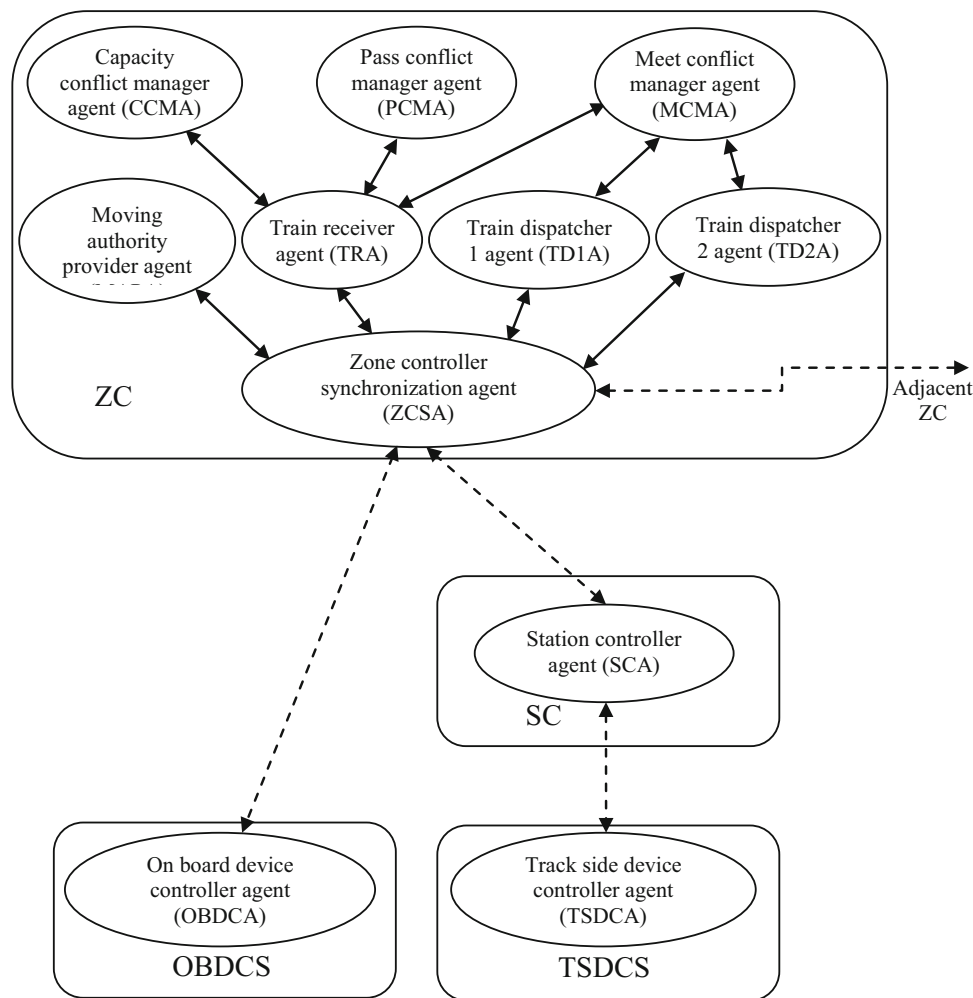 Capacity
conflict manager
agent (CCMA)
Pass conflict
manager agent
(PCMA)
Meet conflict
manager agent
(MCMA)
Moving
authority
provider agent
Train receiver
agent (TRA)
Train dispatcher
1 agent (TD1A)
Train dispatcher
2 agent (TD2A)
Zone controller
synchronization agent
(ZCSA)
ZC
Adjacent
ZC
Station controller
agent (SCA)
SC
On board device
controller agent
(OBDCA)
OBDCS
Track side device
controller agent
(TSDCA)
TSDCS